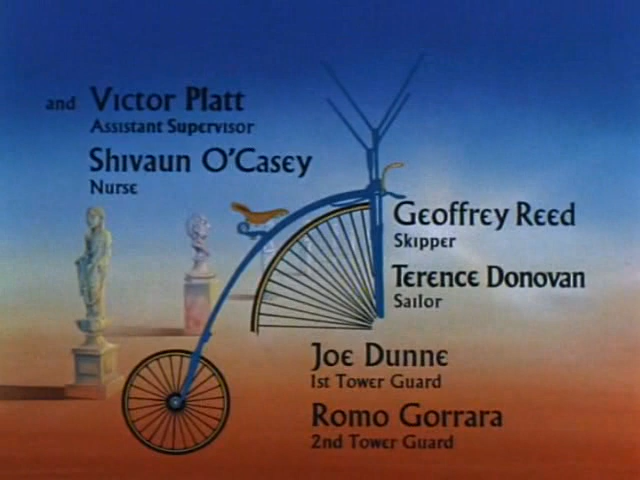 and Victor Platt
Assistant Supervisor
Shivaun O'Casey
Nurse
Geoffrey Reed
Skipper
Terence Donovan
Sailor
Joe Dunne
1st Tower Guard
Romo Gorrara
2nd Tower Guard